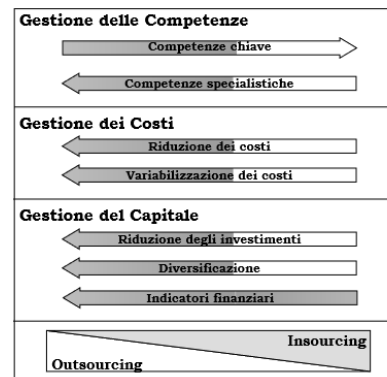 Gestione delle Competenze
Competenze chiave
Competenze specialistiche
Gestione dei Costi
Riduzione dei costi
Variabilizzazione dei costi
Gestione del Capitale
Riduzione degli investimenti
Diversificazione
Indicatori finanziari
Insourcing
Outsourcing